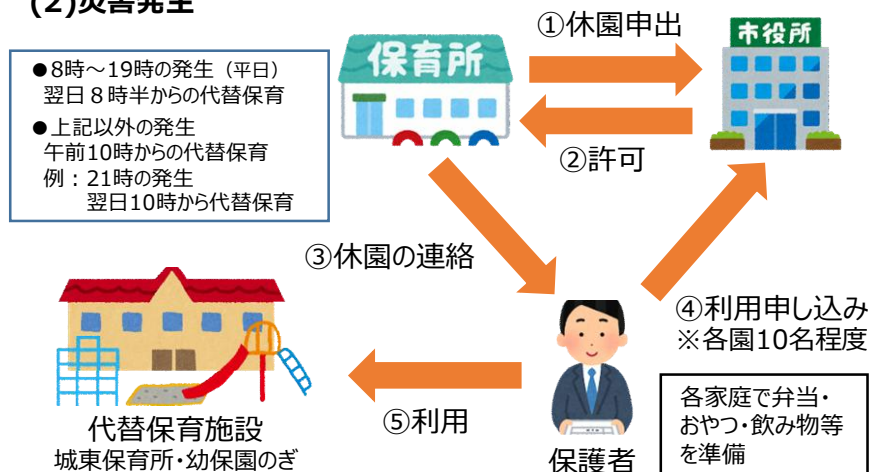 (2)災害発生
●8時～19時の発生（平日）
翌日８時半からの代替保育
●上記以外の発生
午前10時からの代替保育
例：21時の発生
翌日10時から代替保育
保育所
①休園申出
市役所
②許可
③休園の連絡
④利用申し込み
※各園10名程度
⑤利用
代替保育施設
城東保育所・幼保園のぎ
保護者
各家庭で弁当・
おやつ・飲み物等
を準備